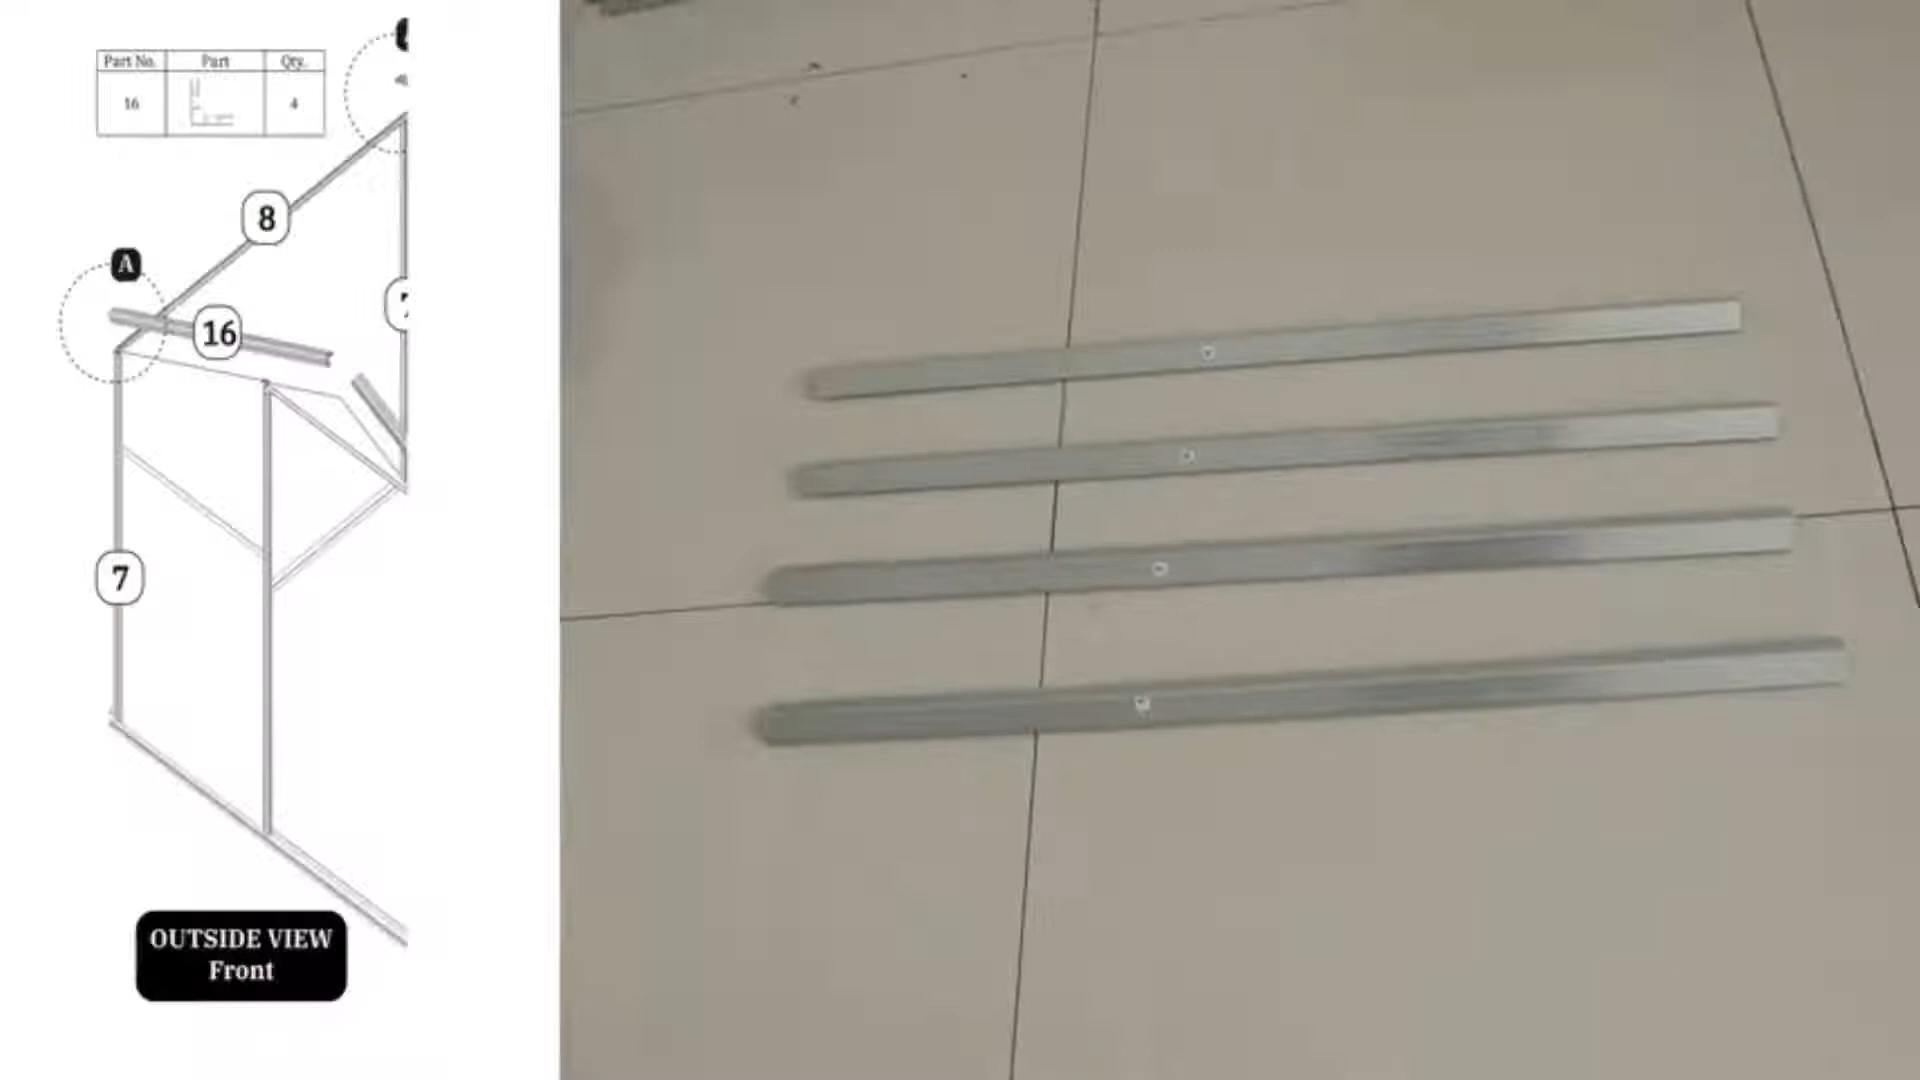 Part No. Part Qty.
16 4
8
A
16
7
OUTSIDE VIEW
Front